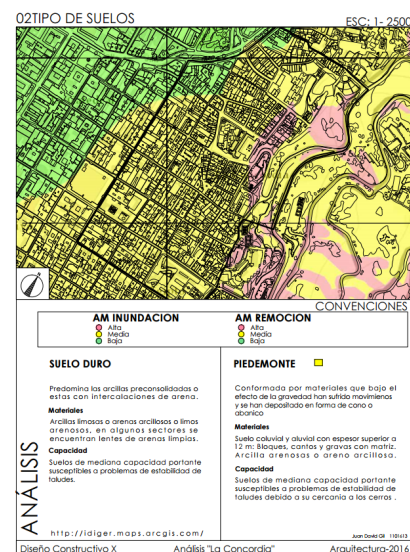 02TIPO DE SUELOS
ESC: 1- 2500
CONVENCIONES
AM INUNDACION
Alta
Media
Baja
AM REMOCION
Alta
Media
Baja
SUELO DURO
Predomina las arcillas preconsolidadas o
estas con intercalaciones de arena.
Materiales
Arcillas limosas o arenas arcillosas o limos
arenosos, en algunos sectores se
encuentran lentes de arenas limpias.
Capacidad
Suelos de mediana capacidad portante
susceptibles a problemas de estabilidad de
taludes.
PIEDEMONTE
Conformada por materiales que bajo el
efecto de la gravedad han sufrido movimienos
y se han depositado en forma de cono o
abanico
Materiales
Suelo coluvial y aluvial con espesor superior a
12 m: Bloques, cantos y gravas con matriz.
Arcilla arenosas o areno arcillosa.
Capacidad
Suelos de mediana capacidad portante
susceptibles a problemas de estabilidad de
taludes debido a su cercania a los cerros .
ANÁLISIS
http://idiger.maps.arcgis.com/
Juan David Gil 1101613
Diseño Constructivo X
Análisis "La Concordia"
Arquitectura-2016